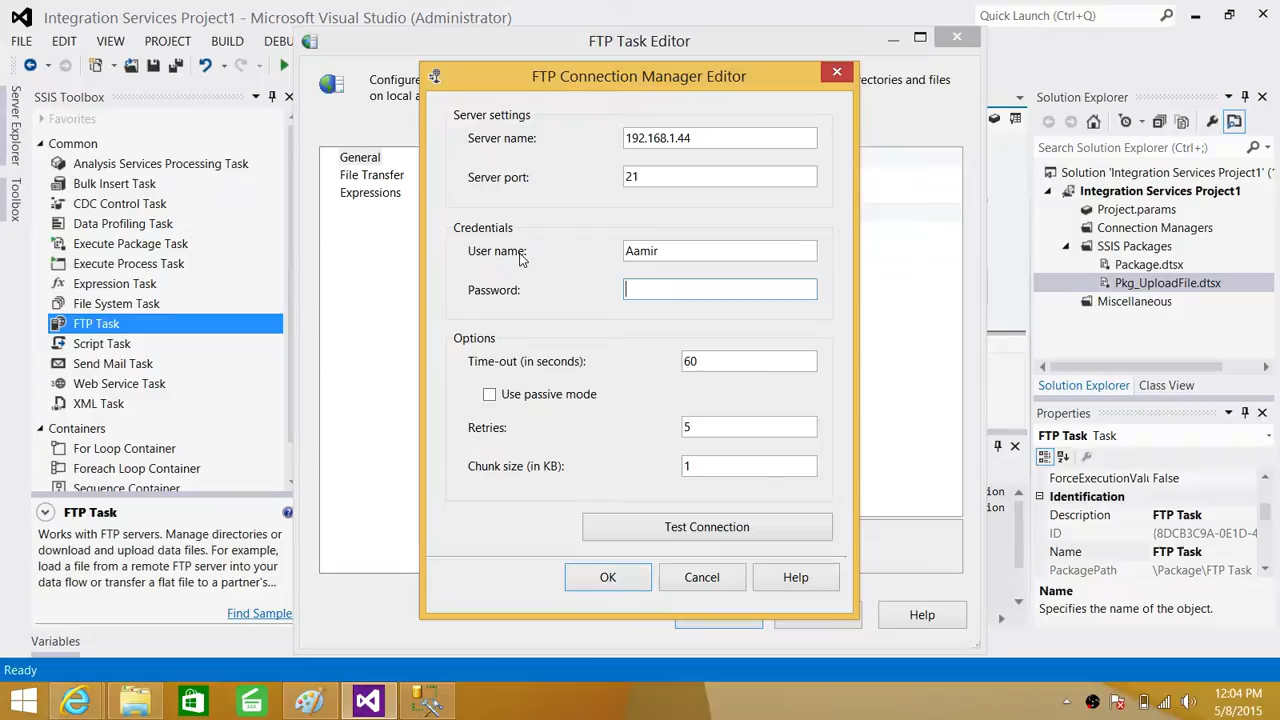 Integration Services Project1 - Microsoft Visual Studio (Administrator)
Quick Launch (Ctrl+Q)
FILE EDIT VIEW PROJECT BUILD DEBU
FTP Task Editor
Configure
ectories and files
on local a
FTP Connection Manager Editor
Server settings
Server name: 192.168.1.44
Server port: 21
Credentials
User name: Aamir
Password:
Options
Time-out (in seconds): 60
Use passive mode
Retries: 5
Chunk size (in KB): 1
Test Connection
OK Cancel Help
Help
General
File Transfer
Expressions
Server Explorer
Toolbox
SSIS Toolbox
Favorites
Common
Analysis Services Processing Task
Bulk Insert Task
CDC Control Task
Data Profiling Task
Execute Package Task
Execute Process Task
Expression Task
File System Task
FTP Task
Script Task
Send Mail Task
Web Service Task
XML Task
Containers
For Loop Container
Foreach Loop Container
Sequence Container
FTP Task
Works with FTP servers. Manage directories or
download and upload data files. For example,
load a file from a remote FTP server into your
data flow or transfer a flat file to a partner's...
Find Sample
Variables
Ready
ion
ion
Solution Explorer
Search Solution Explorer (Ctrl+;)
Solution 'Integration Services Project1' (1
Integration Services Project1
Project.params
Connection Managers
SSIS Packages
Package.dtsx
Pkg_UploadFile.dtsx
Miscellaneous
Solution Explorer Class View
Properties
FTP Task Task
ForceExecutionValu False
Identification
Description FTP Task
ID {8DCB3C9A-0E1D-4
Name FTP Task
PackagePath \Package\FTP Task
Name
Specifies the name of the object.
12:04 PM
5/8/2015